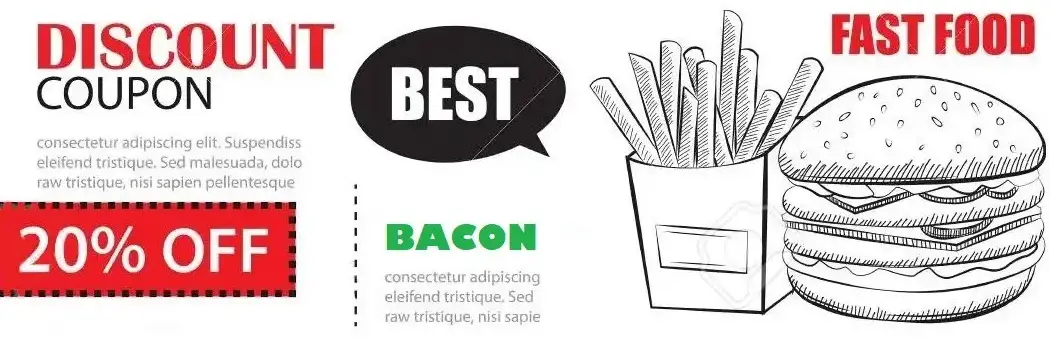 DISCOUNT
COUPON
consectetur adipiscing elit. Suspendiss
eleifend tristique. Sed malesuada, dolo
raw tristique, nisi sapien pellentesque
20% OFF
BEST
BACON
consectetur adipiscing
eleifend tristique. Sed
raw tristique, nisi sapie
FAST FOOD